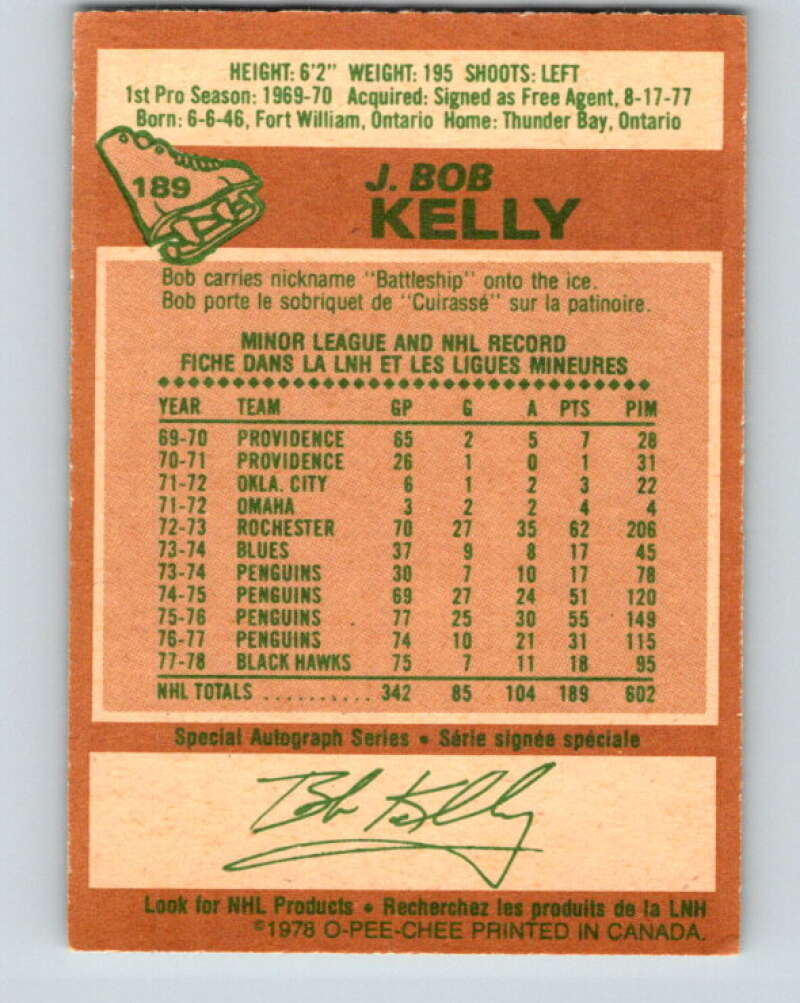 HEIGHT: 6'2" WEIGHT: 195 SHOOTS: LEFT
1st Pro Season: 1969-70 Acquired: Signed as Free Agent, 8-17-77
Born: 6-6-46, Fort William, Ontario Home: Thunder Bay, Ontario
189
J. BOB
KELLY
Bob carries nickname "Battleship" onto the ice.
Bob porte le sobriquet de "Cuirassé" sur la patinoire.
MINOR LEAGUE AND NHL RECORD
FICHE DANS LA LNH ET LES LIGUES MINEURES
YEAR TEAM GP G A PTS PIM
69-70 PROVIDENCE 65 2 5 7 28
70-71 PROVIDENCE 26 1 0 1 31
71-72 OKLA. CITY 6 1 2 3 22
71-72 OMAHA 3 2 2 4 4
72-73 ROCHESTER 70 27 35 62 206
73-74 BLUES 37 9 8 17 45
73-74 PENGUINS 30 7 10 17 78
74-75 PENGUINS 69 27 24 51 120
75-76 PENGUINS 77 25 30 55 149
76-77 PENGUINS 74 10 21 31 115
77-78 BLACK HAWKS 75 7 11 18 95
NHL TOTALS .......... 342 85 104 189 602
Special Autograph Series • Série signée spéciale
Bob Kelly
Look for NHL Products • Recherchez les produits de la LNH
©1978 O-PEE-CHEE PRINTED IN CANADA.